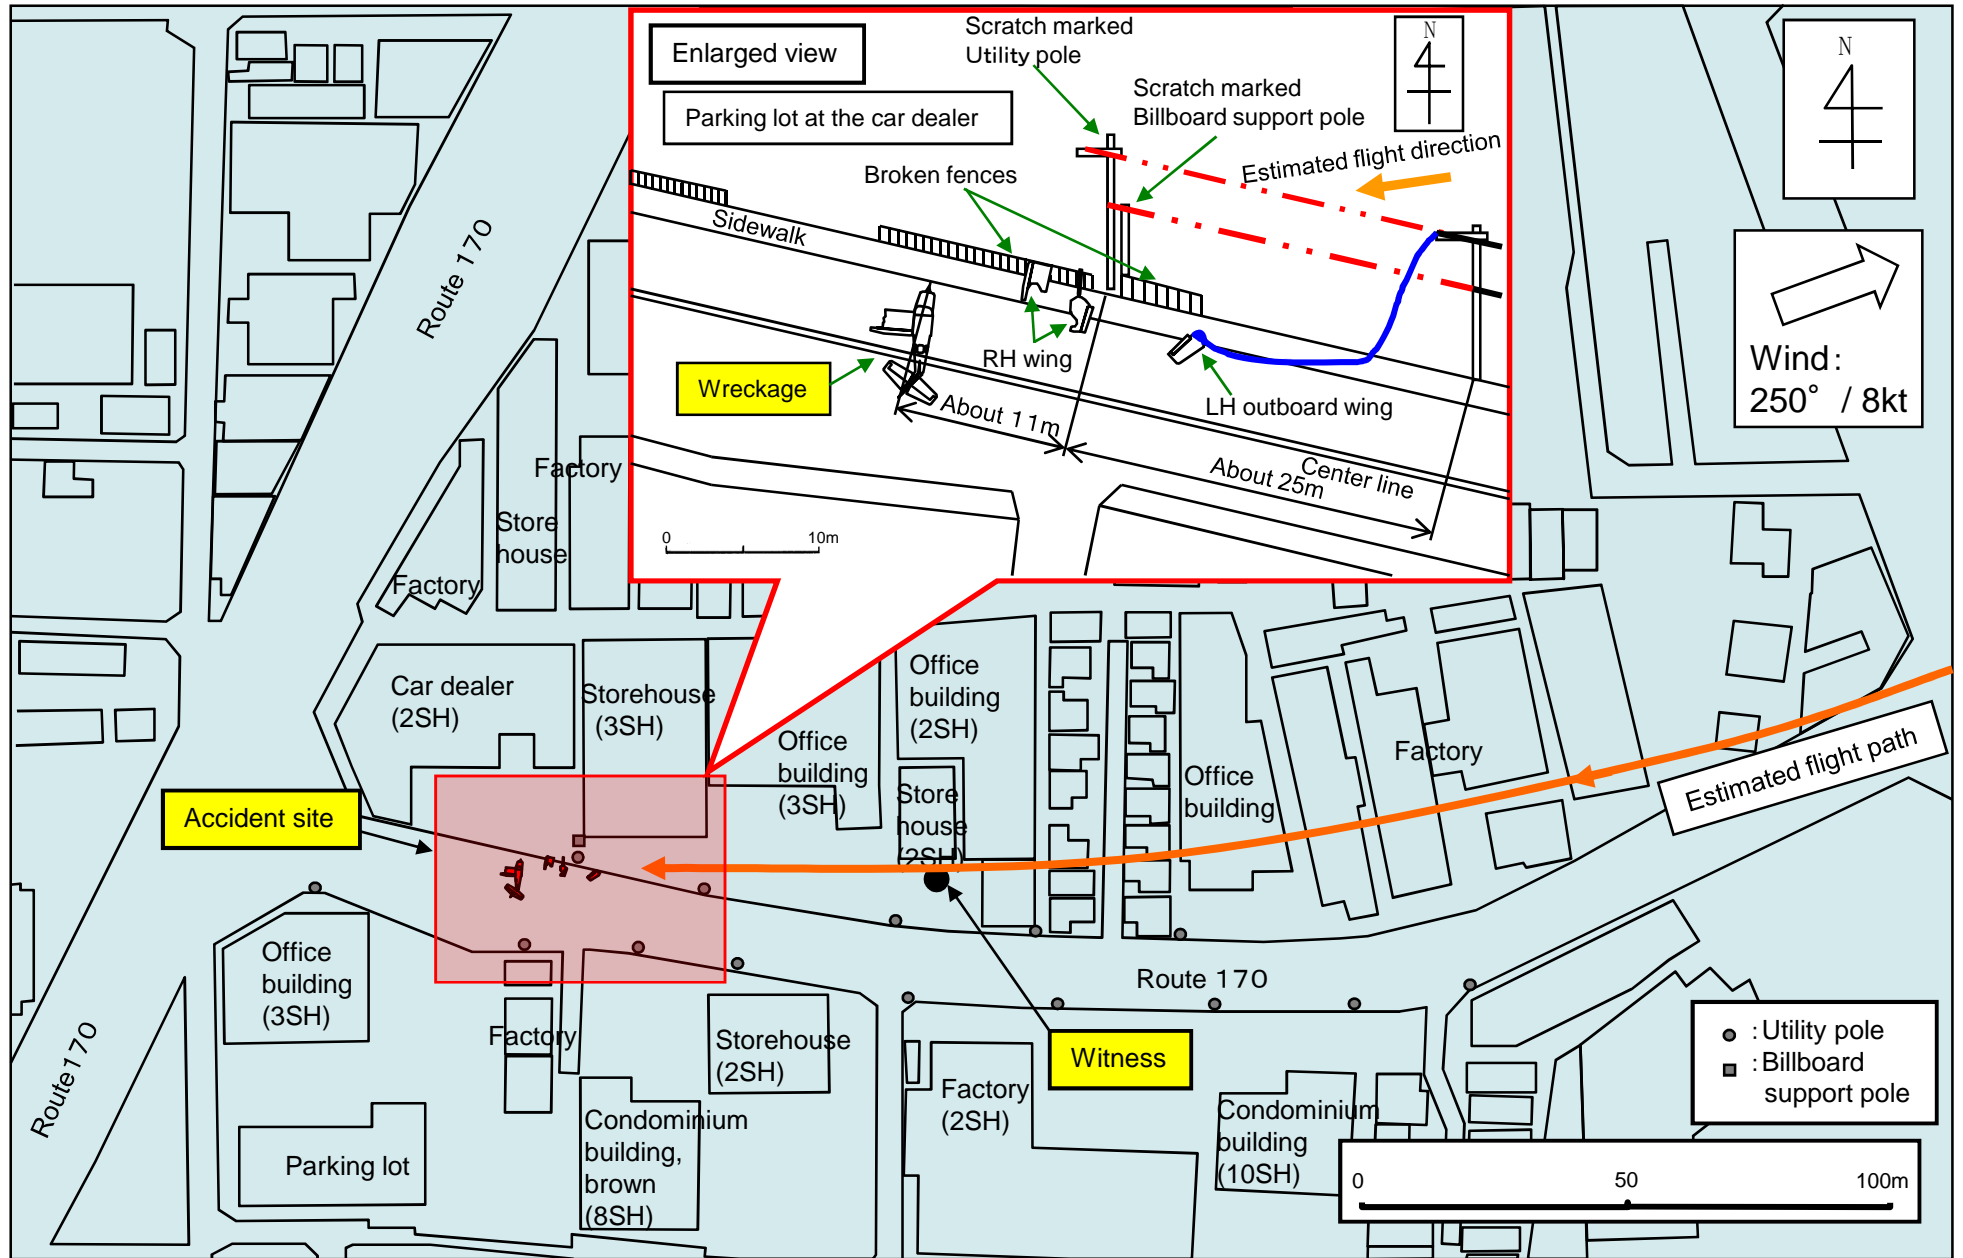 Enlarged view
Parking lot at the car dealer
Scratch marked
Utility pole
Scratch marked
Billboard support pole
N
Estimated flight direction
Broken fences
Sidewalk
RH wing
Wreckage
LH outboard wing
About 11m
About 25m
Center line
0 10m
N
Wind:
250° / 8kt
Route 170
Factory
Store
house
Factory
Car dealer
(2SH)
Storehouse
(3SH)
Office
building
(3SH)
Office
building
(2SH)
Store
house
(2SH)
Office
building
Factory
Estimated flight path
Accident site
Office
building
(3SH)
Route 170
Factory
Storehouse
(2SH)
Route170
Parking lot
Condominium
building,
brown
(8SH)
Witness
Factory
(2SH)
Condominium
building
(10SH)
:Utility pole
:Billboard
support pole
0 50 100m